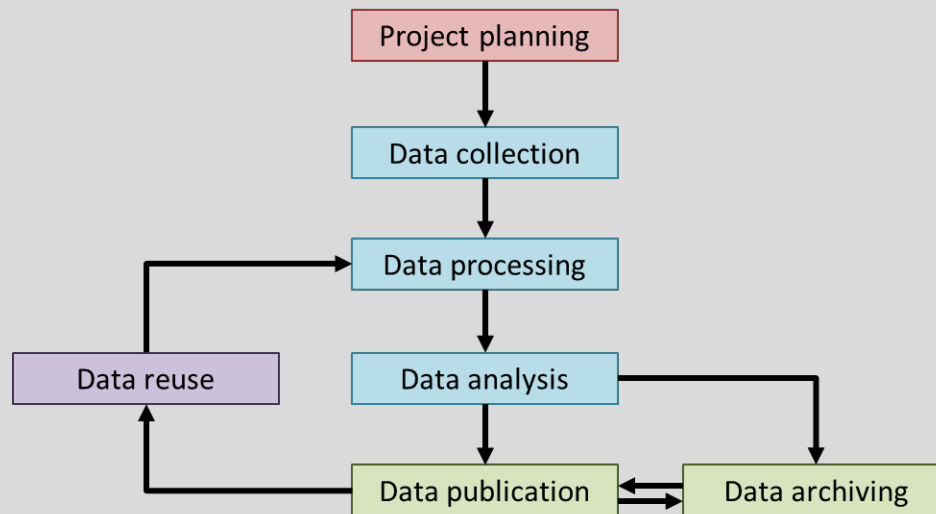 Project planning
Data collection
Data processing
Data reuse
Data analysis
Data publication
Data archiving